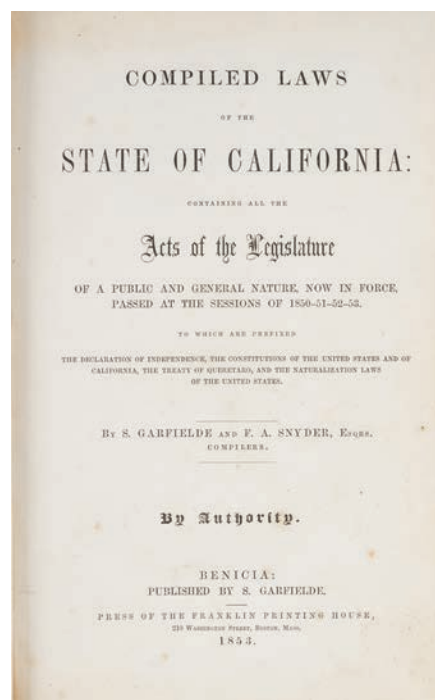 COMPILED LAWS
OF THE
STATE OF CALIFORNIA:
CONTAINING ALL THE
Acts of the Legislature
OF A PUBLIC AND GENERAL NATURE, NOW IN FORCE,
PASSED AT THE SESSIONS OF 1850-51-52-53.
TO WHICH ARE PREFIXED
THE DECLARATION OF INDEPENDENCE, THE CONSTITUTIONS OF THE UNITED STATES AND OF
CALIFORNIA, THE TREATY OF QUERETARO, AND THE NATURALIZATION LAWS
OF THE UNITED STATES.
BY S. GARFIELDE AND F. A. SNYDER, ESQRS.
COMPILERS.
By Authority.
BENICIA:
PUBLISHED BY S. GARFIELDE.
PRESS OF THE FRANKLIN PRINTING HOUSE,
210 WASHINGTON STREET, BOSTON, MASS.
1853.